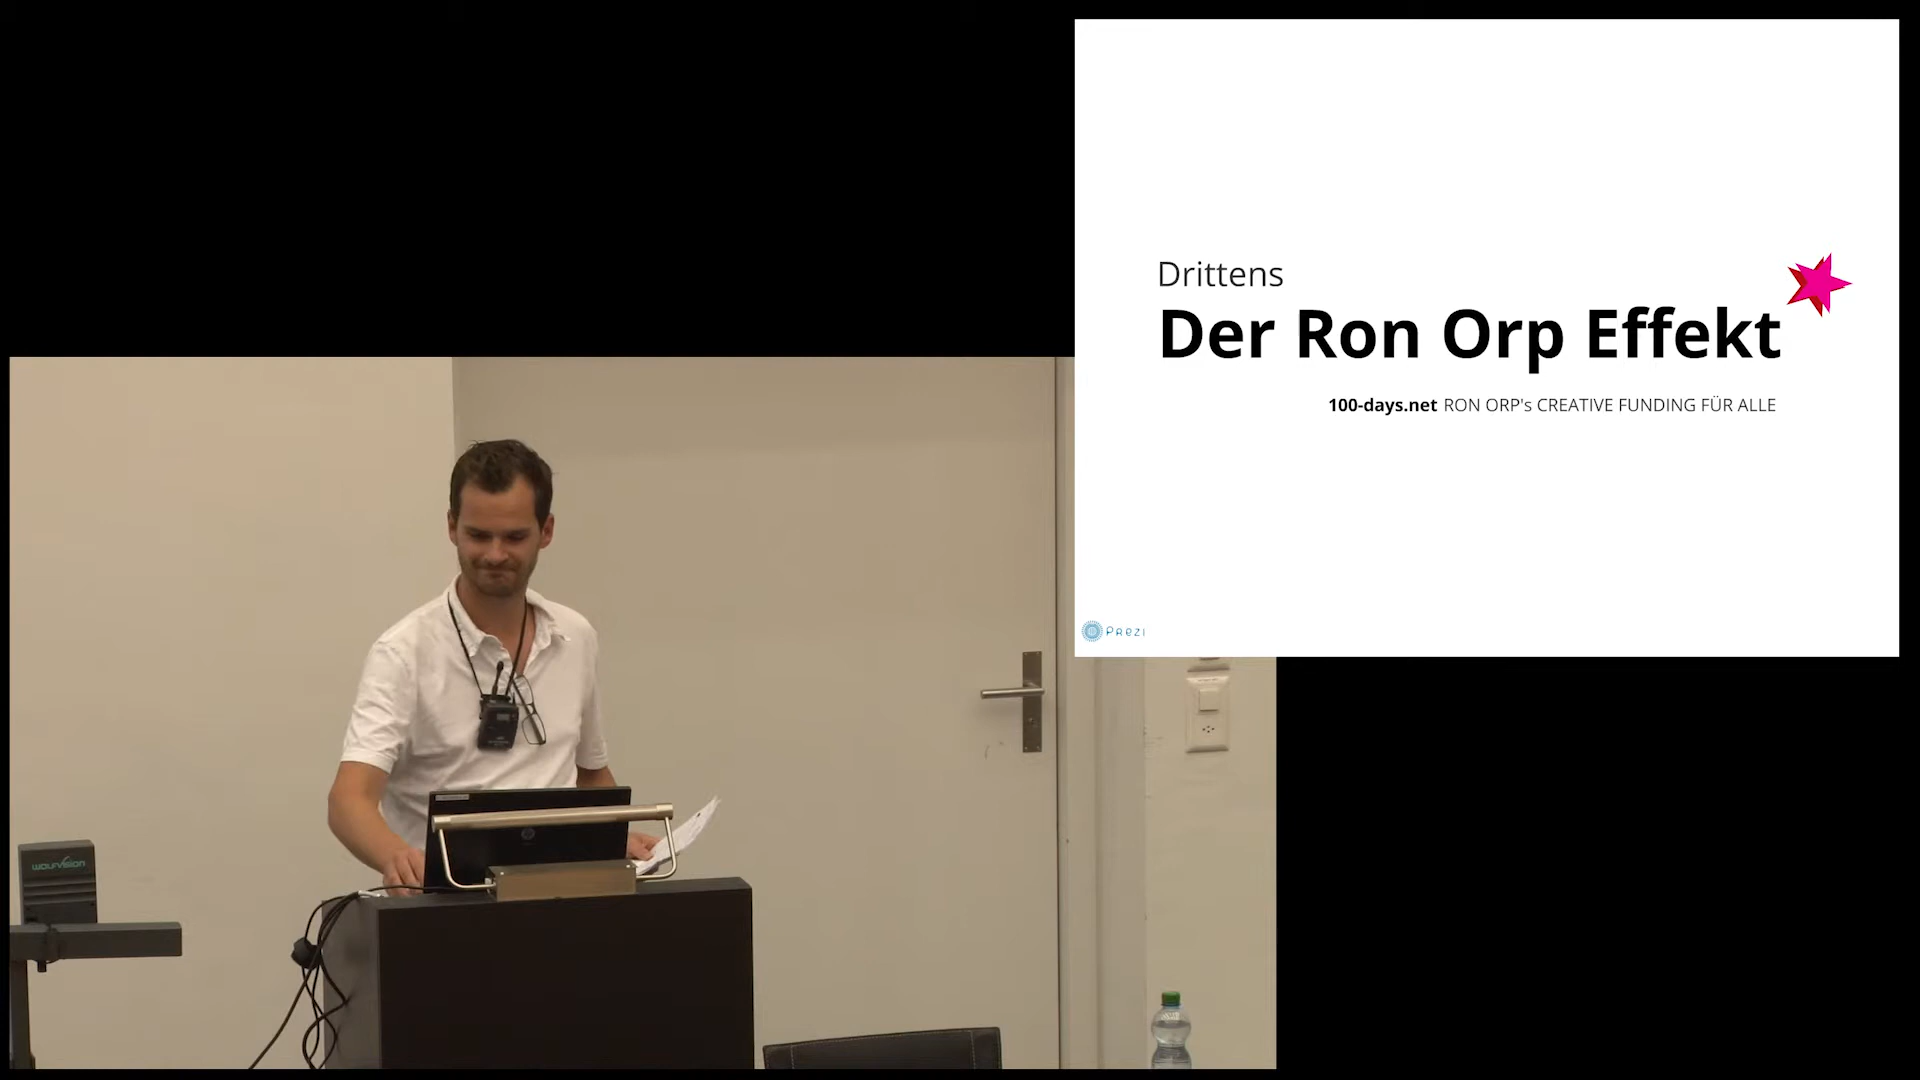 Drittens
Der Ron Orp Effekt
100-days.net RON ORP's CREATIVE FUNDING FÜR ALLE
Prezi
WOLFVISION